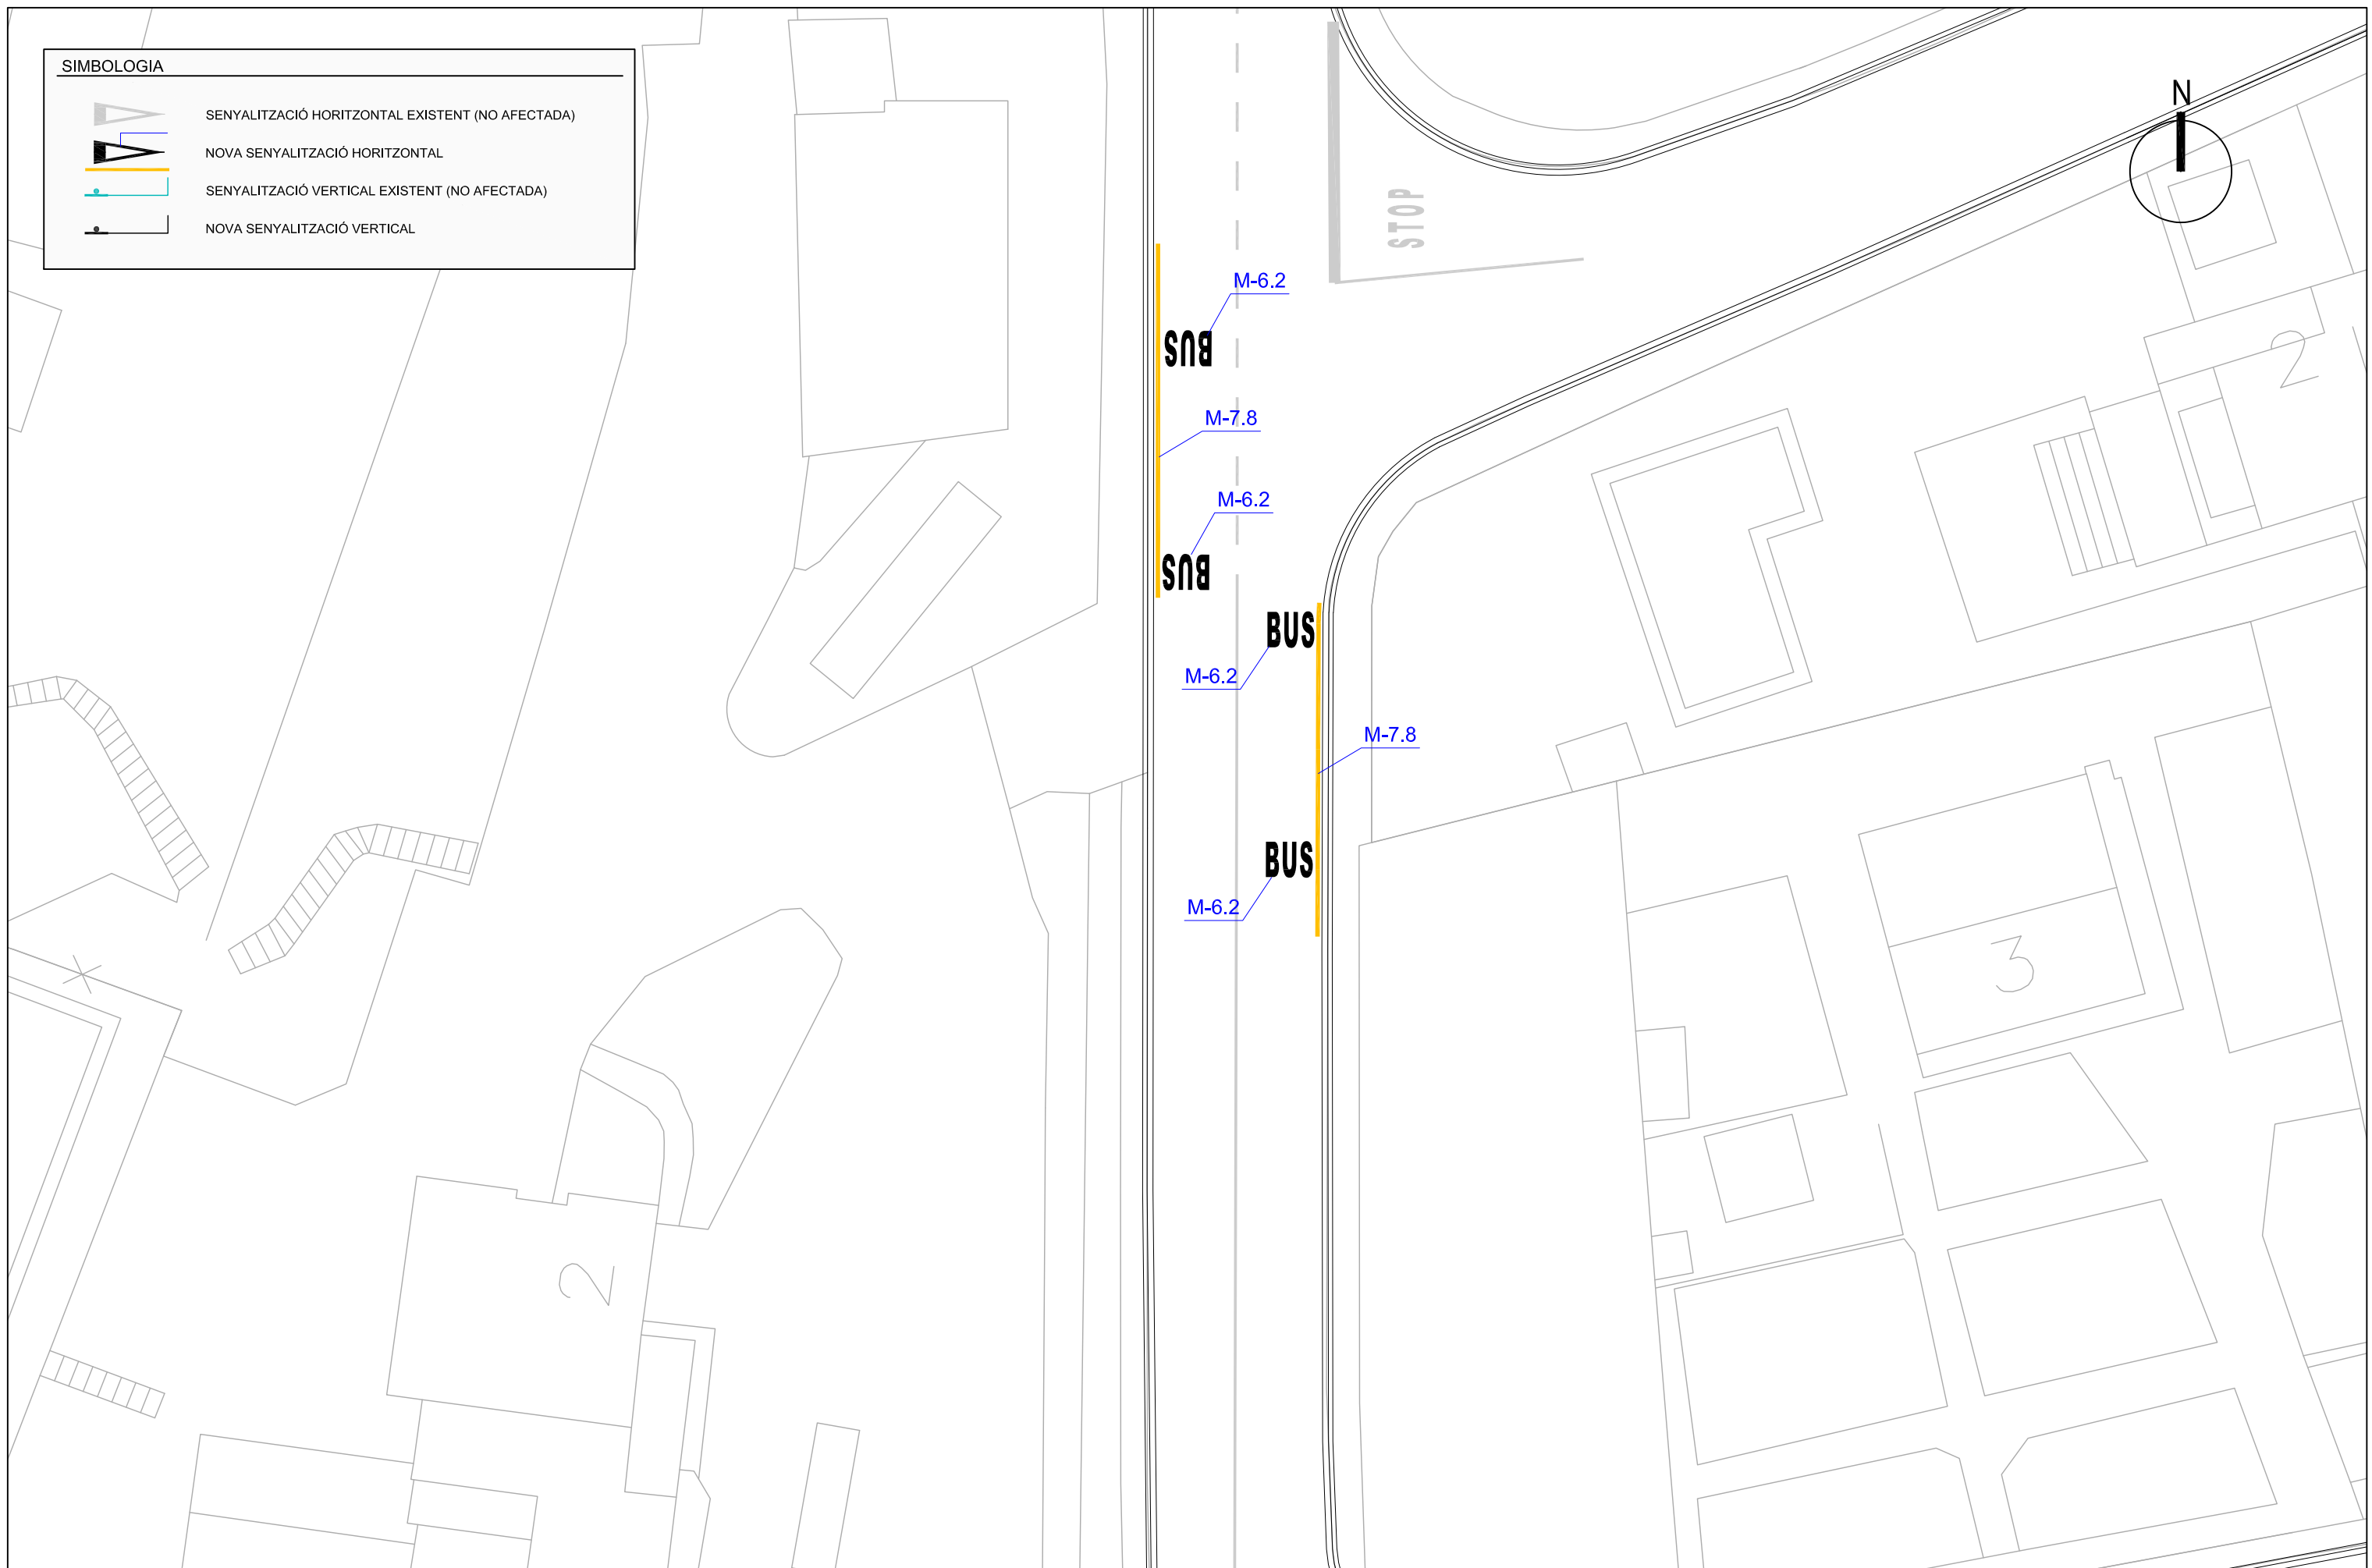 SIMBOLOGIA
SENYALITZACIÓ HORITZONTAL EXISTENT (NO AFECTADA)
NOVA SENYALITZACIÓ HORITZONTAL
SENYALITZACIÓ VERTICAL EXISTENT (NO AFECTADA)
NOVA SENYALITZACIÓ VERTICAL
N
STOP
M-6.2
BUS
2
M-7.8
M-6.2
BUS
BUS
M-6.2
M-7.8
BUS
M-6.2
3
2